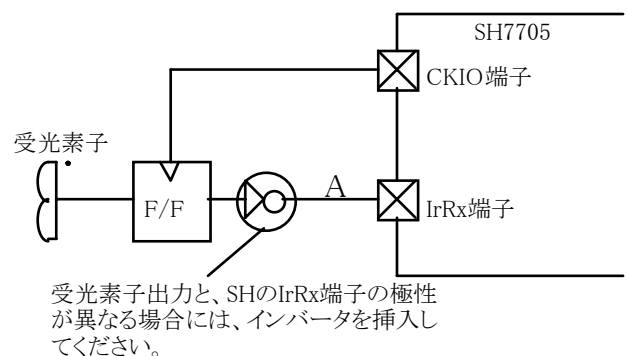 SH7705
CKIO端子
受光素子
F/F
A
IrRx端子
受光素子出力と、SHのIrRx端子の極性
が異なる場合には、インバータを挿入し
てください。